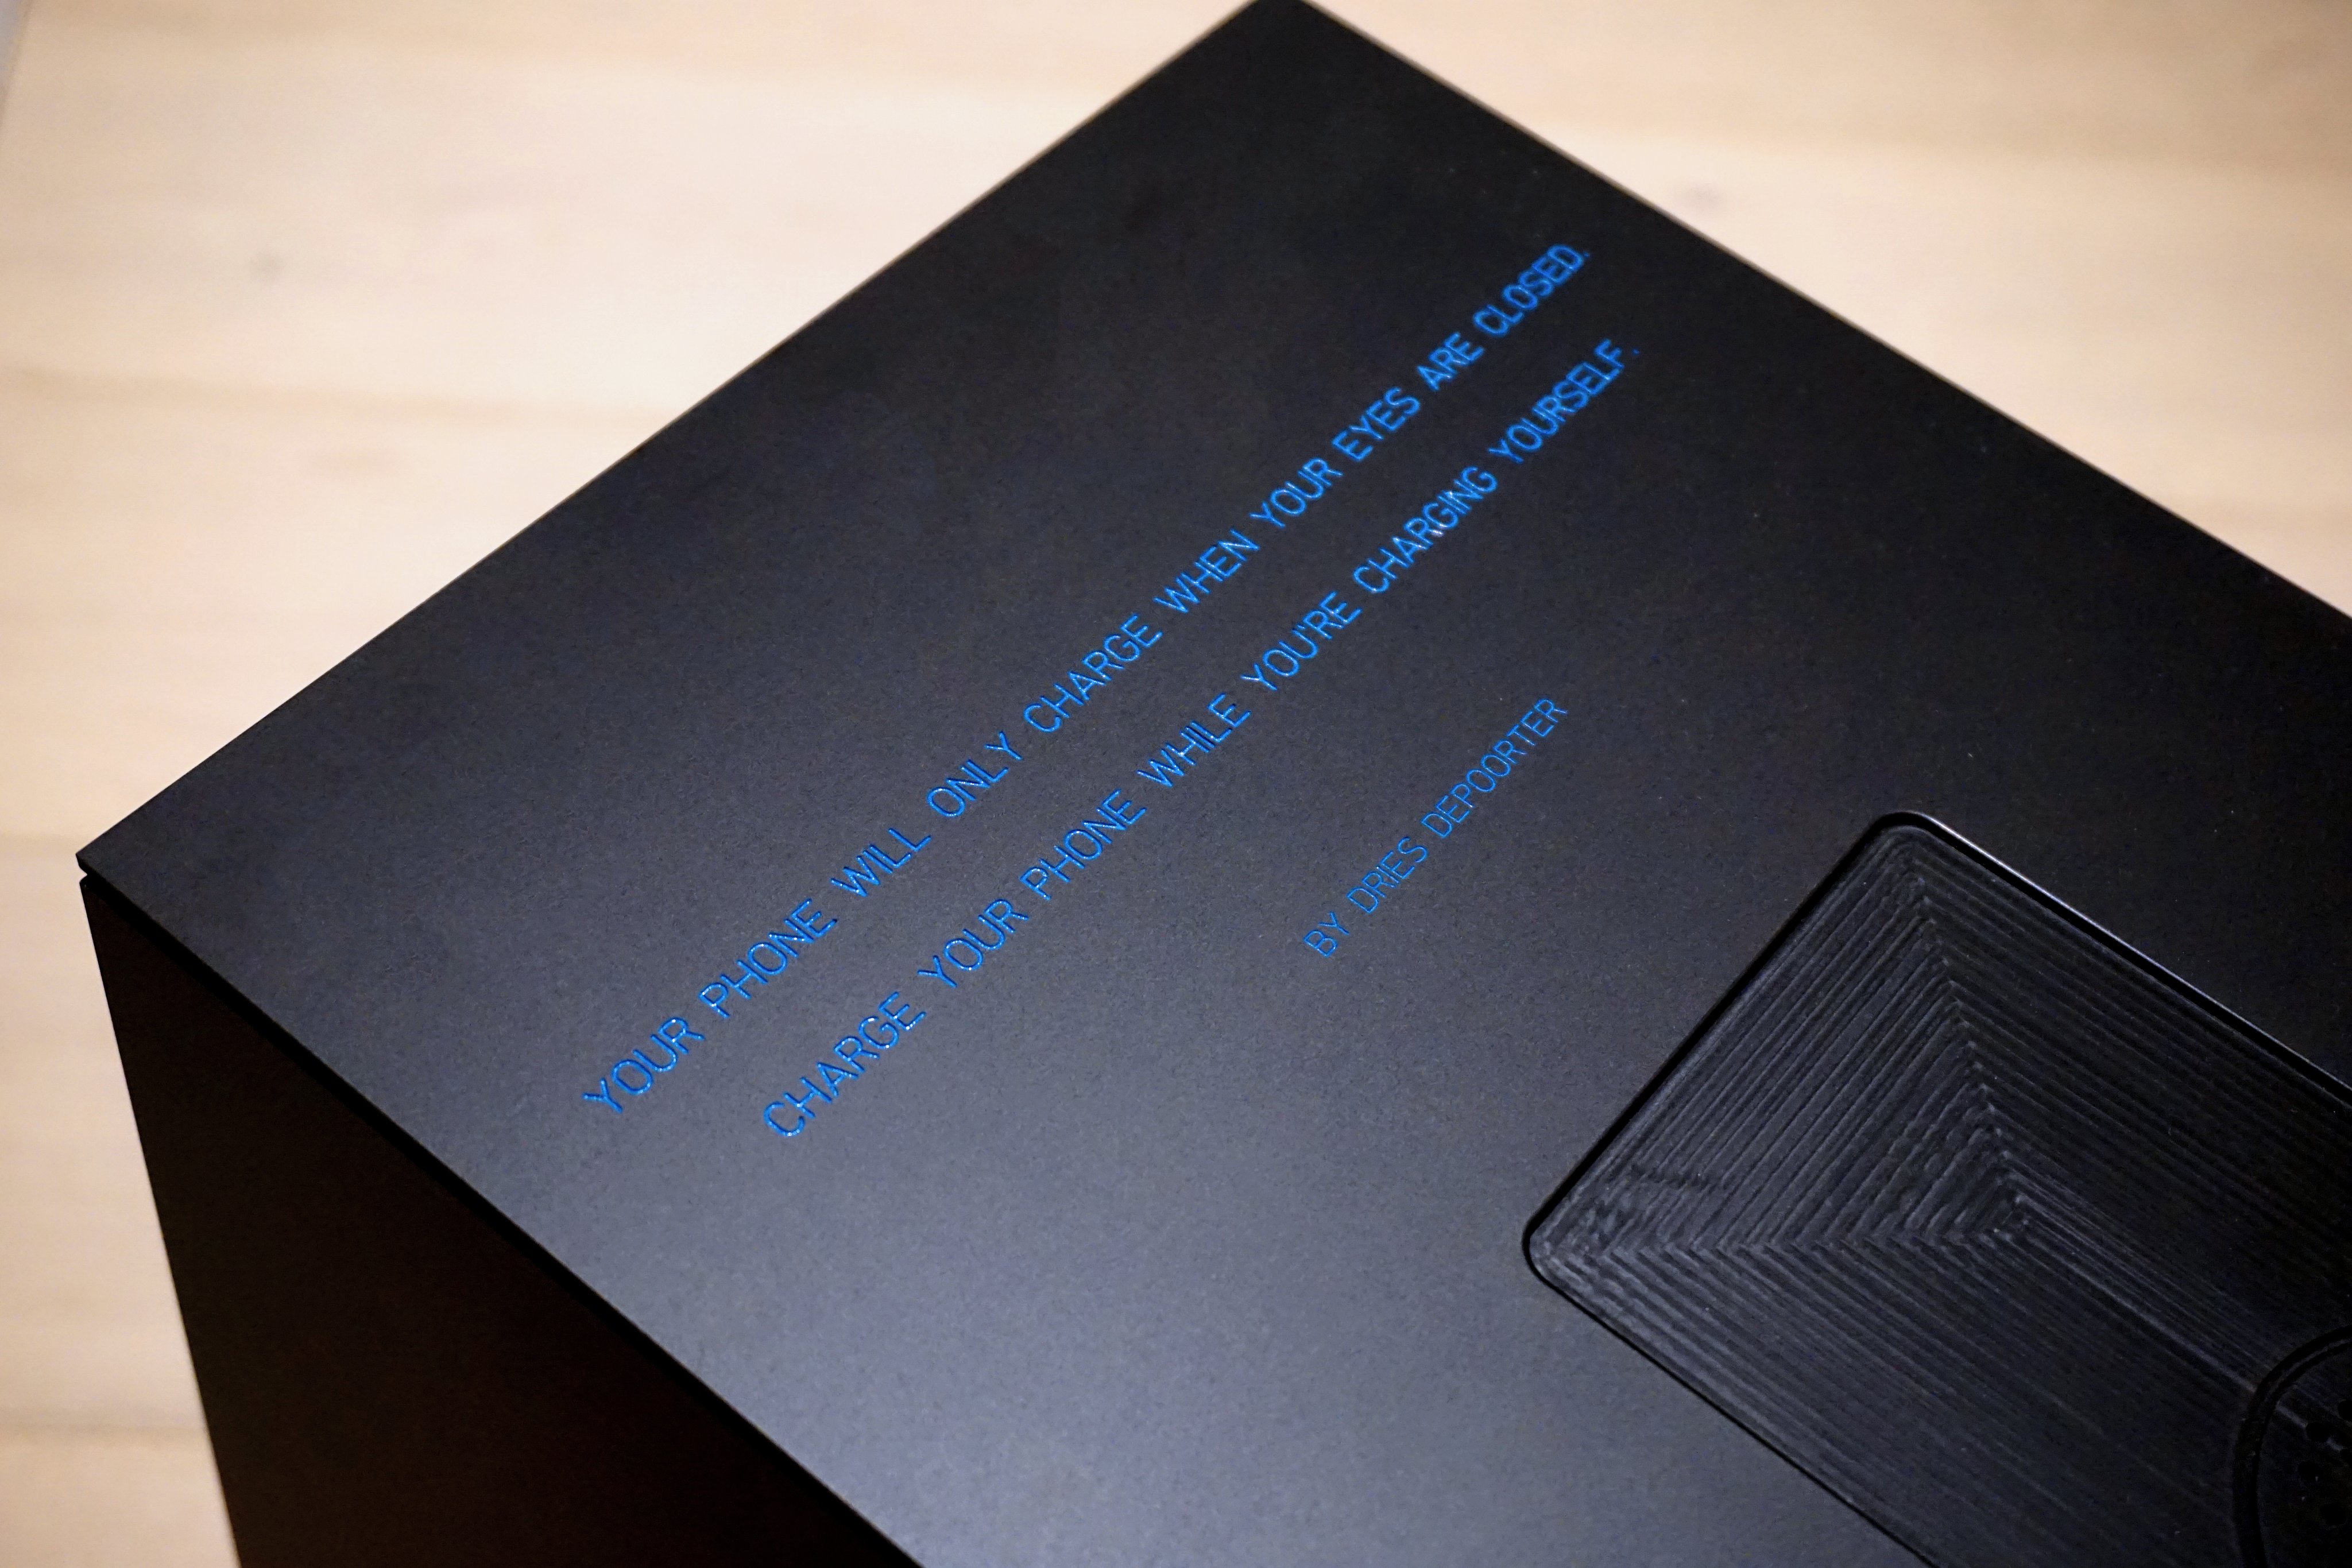 YOUR PHONE WILL ONLY CHARGE WHEN YOUR EYES ARE CLOSED.
CHARGE YOUR PHONE WHILE YOU'RE CHARGING YOURSELF.
BY DRIES DEPOORTER